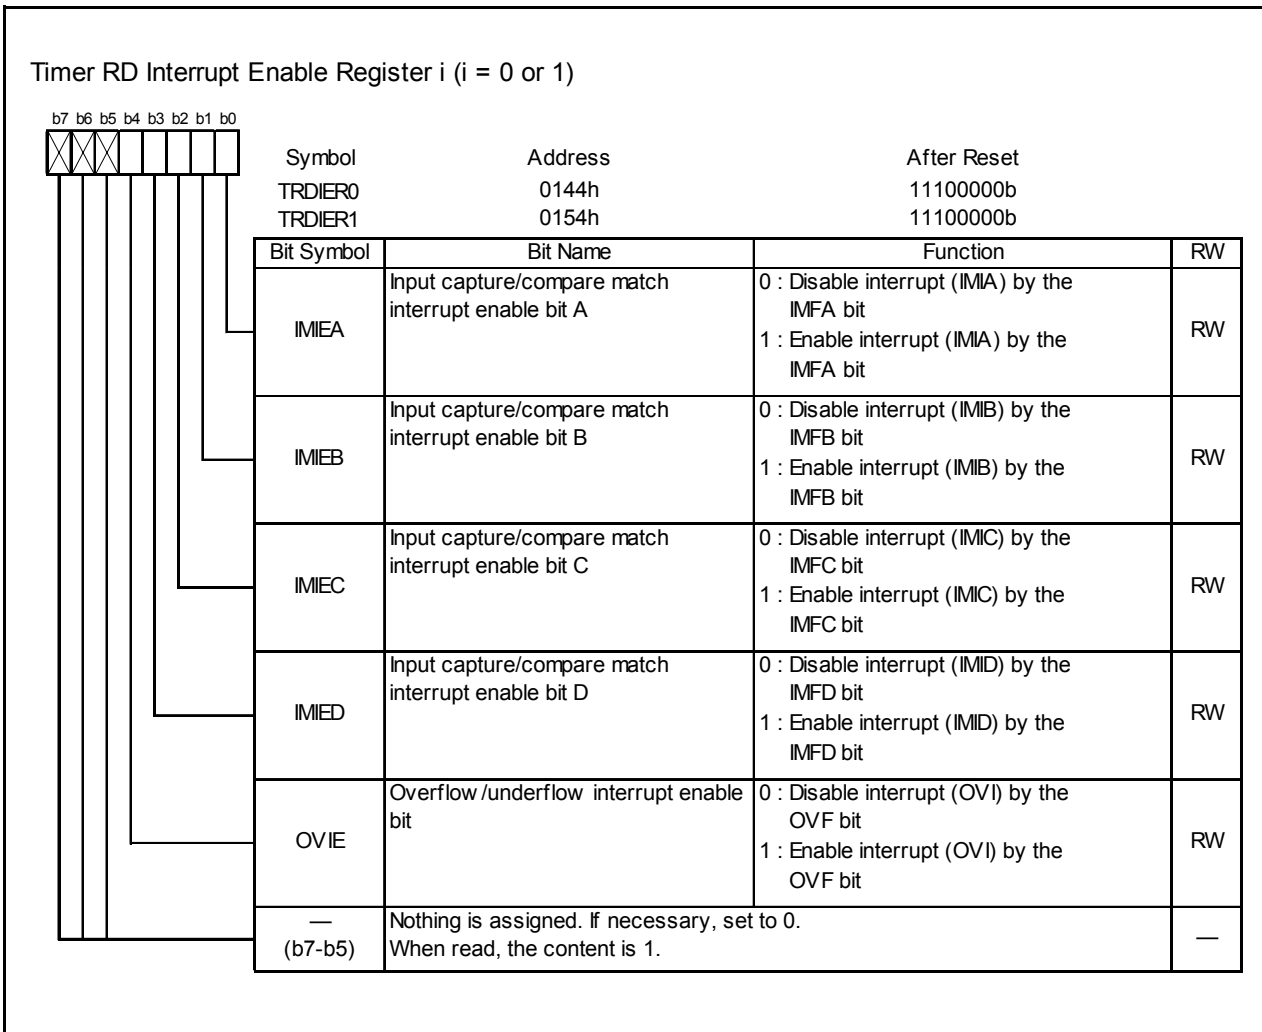 Timer RD Interrupt Enable Register i (i = 0 or 1)
b7 b6 b5 b4 b3 b2 b1 b0
Symbol Address After Reset
TRDIER0 0144h 11100000b
TRDIER1 0154h 11100000b
Bit Symbol Bit Name Function RW
IMIEA
Input capture/compare match
interrupt enable bit A
0 : Disable interrupt (IMIA) by the
IMFA bit
1 : Enable interrupt (IMIA) by the
IMFA bit
RW
IMIEB
Input capture/compare match
interrupt enable bit B
0 : Disable interrupt (IMIB) by the
IMFB bit
1 : Enable interrupt (IMIB) by the
IMFB bit
RW
IMIEC
Input capture/compare match
interrupt enable bit C
0 : Disable interrupt (IMIC) by the
IMFC bit
1 : Enable interrupt (IMIC) by the
IMFC bit
RW
IMIED
Input capture/compare match
interrupt enable bit D
0 : Disable interrupt (IMID) by the
IMFD bit
1 : Enable interrupt (IMID) by the
IMFD bit
RW
OVIE
Overflow/underflow interrupt enable
bit
0 : Disable interrupt (OVI) by the
OVF bit
1 : Enable interrupt (OVI) by the
OVF bit
RW
—
(b7-b5)
Nothing is assigned. If necessary, set to 0.
When read, the content is 1.
—